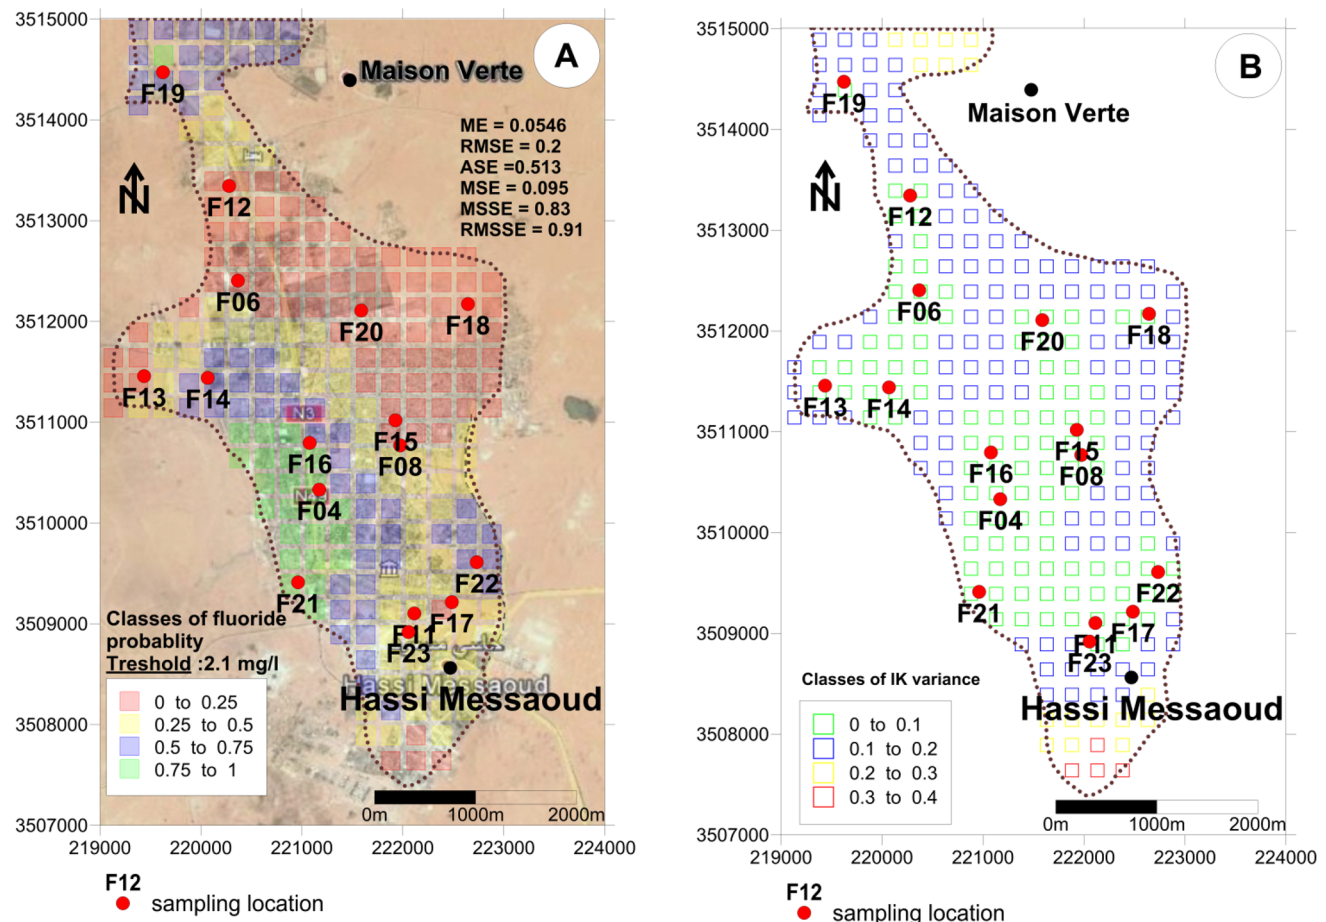 3515000
3514000
3513000
3512000
3511000
3510000
3509000
3508000
3507000
219000 220000 221000 222000 223000 224000
A
Maison Verte
F19
ME = 0.0546
RMSE = 0.2
ASE =0.513
MSE = 0.095
MSSE = 0.83
RMSSE = 0.91
N
F12
F06
F20
F18
F13
F14
N3
F15
F16
F08
F04
F22
F21
F17
F11
F23
Hassi Messaoud
Hassi Messaoud
Classes of fluoride
probablity
Treshold :2.1 mg/l
0 to 0.25
0.25 to 0.5
0.5 to 0.75
0.75 to 1
0m 1000m 2000m
F12
sampling location
3515000
3514000
3513000
3512000
3511000
3510000
3509000
3508000
3507000
219000 220000 221000 222000 223000 224000
B
Maison Verte
F19
N
F12
F06
F20
F18
F13
F14
F15
F16
F08
F04
F22
F21
F17
F11
F23
Hassi Messaoud
Classes of IK variance
0 to 0.1
0.1 to 0.2
0.2 to 0.3
0.3 to 0.4
0m 1000m 2000m
F12
sampling location